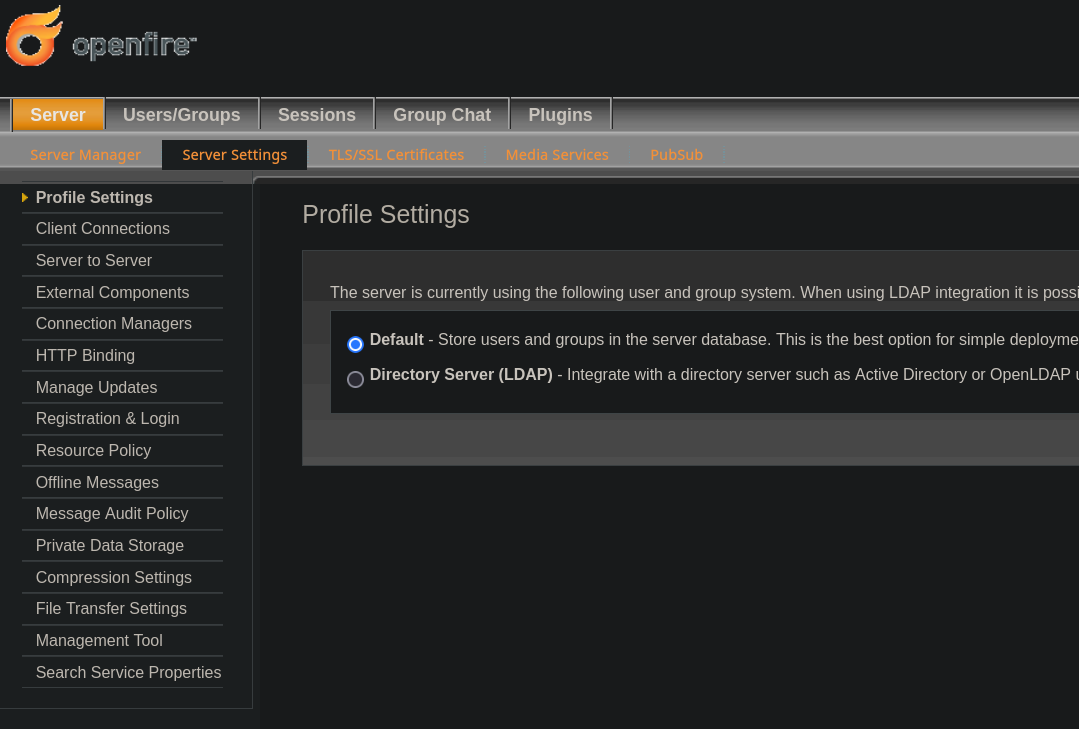 openfire™
Server Users/Groups Sessions Group Chat Plugins
Server Manager Server Settings TLS/SSL Certificates Media Services PubSub
Profile Settings
Client Connections
Server to Server
External Components
Connection Managers
HTTP Binding
Manage Updates
Registration & Login
Resource Policy
Offline Messages
Message Audit Policy
Private Data Storage
Compression Settings
File Transfer Settings
Management Tool
Search Service Properties
Profile Settings
The server is currently using the following user and group system. When using LDAP integration it is possi
Default - Store users and groups in the server database. This is the best option for simple deployme
Directory Server (LDAP) - Integrate with a directory server such as Active Directory or OpenLDAP u